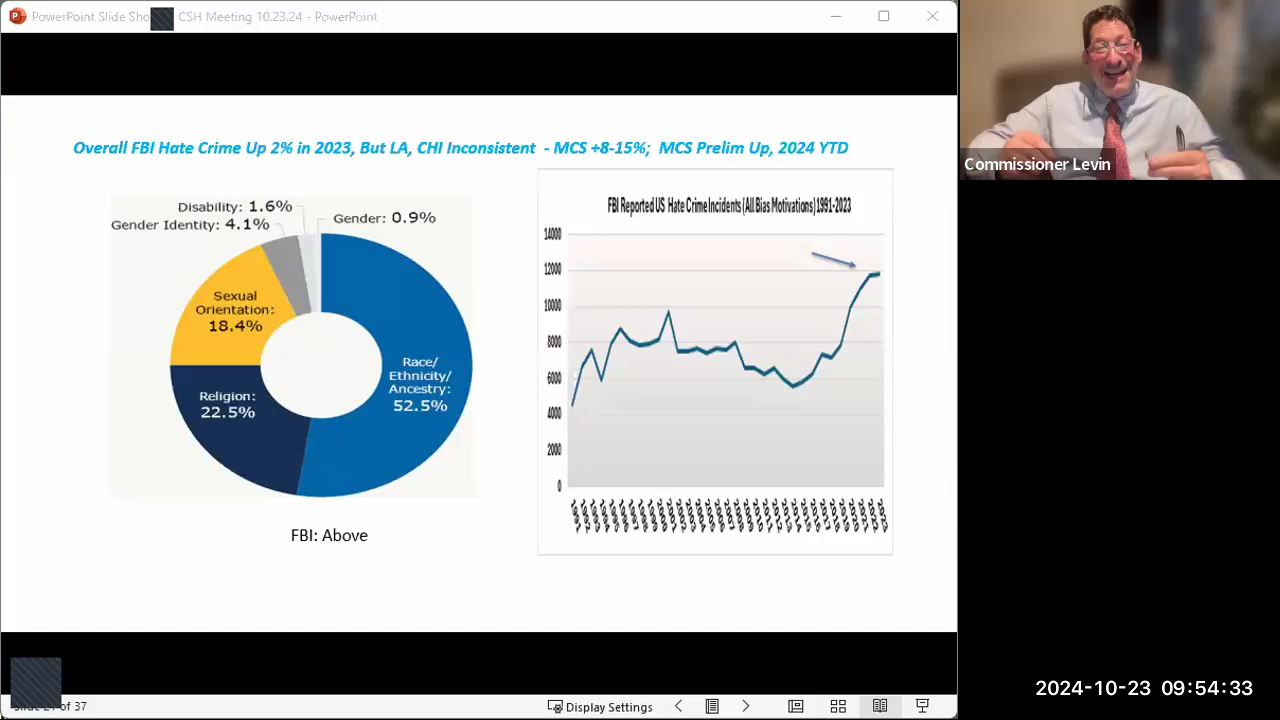 PowerPoint Slide Sho
CSH Meeting 10.23.24 - PowerPoint
Commissioner Levin
Overall FBI Hate Crime Up 2% in 2023, But LA, CHI Inconsistent - MCS +8-15%; MCS Prelim Up, 2024 YTD
Disability: 1.6%
Gender Identity: 4.1%
Gender: 0.9%
Sexual
Orientation:
18.4%
Religion:
22.5%
Race/
Ethnicity/
Ancestry:
52.5%
FBI: Above
FBI Reported US Hate Crime Incidents (All Bias Motivations) 1991-2023
14000
12000
10000
8000
6000
4000
2000
0
2024-10-23 09:54:33
of 37
Display Settings